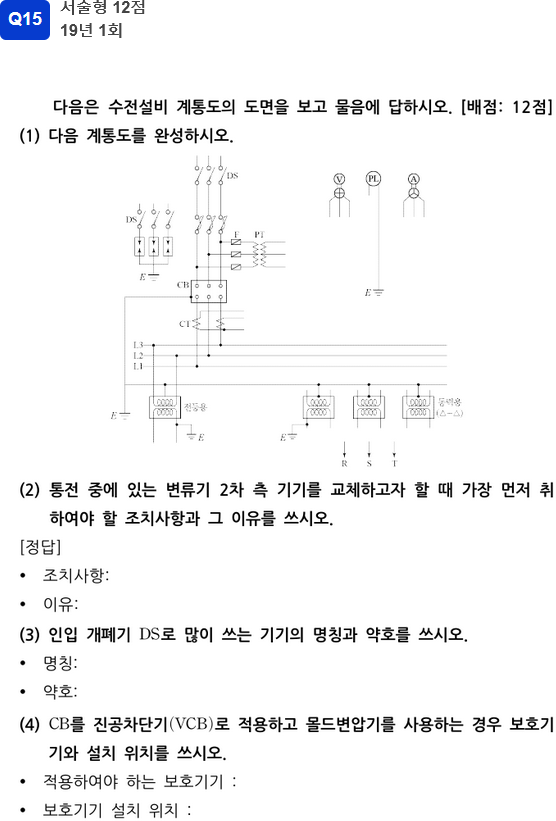 Q15
서술형 12점
19년 1회
다음은 수전설비 계통도의 도면을 보고 물음에 답하시오. [배점: 12점]
(1) 다음 계통도를 완성하시오.
DS
V
PL
A
DS
F
PT
E
CB
E
CT
L3
L2
L1
전등용
동력용
(△-△)
E
E
E
R S T
(2) 통전 중에 있는 변류기 2차 측 기기를 교체하고자 할 때 가장 먼저 취
하여야 할 조치사항과 그 이유를 쓰시오.
[정답]
• 조치사항:
• 이유:
(3) 인입 개폐기 DS로 많이 쓰는 기기의 명칭과 약호를 쓰시오.
• 명칭:
• 약호:
(4) CB를 진공차단기(VCB)로 적용하고 몰드변압기를 사용하는 경우 보호기
기와 설치 위치를 쓰시오.
• 적용하여야 하는 보호기기 :
• 보호기기 설치 위치 :